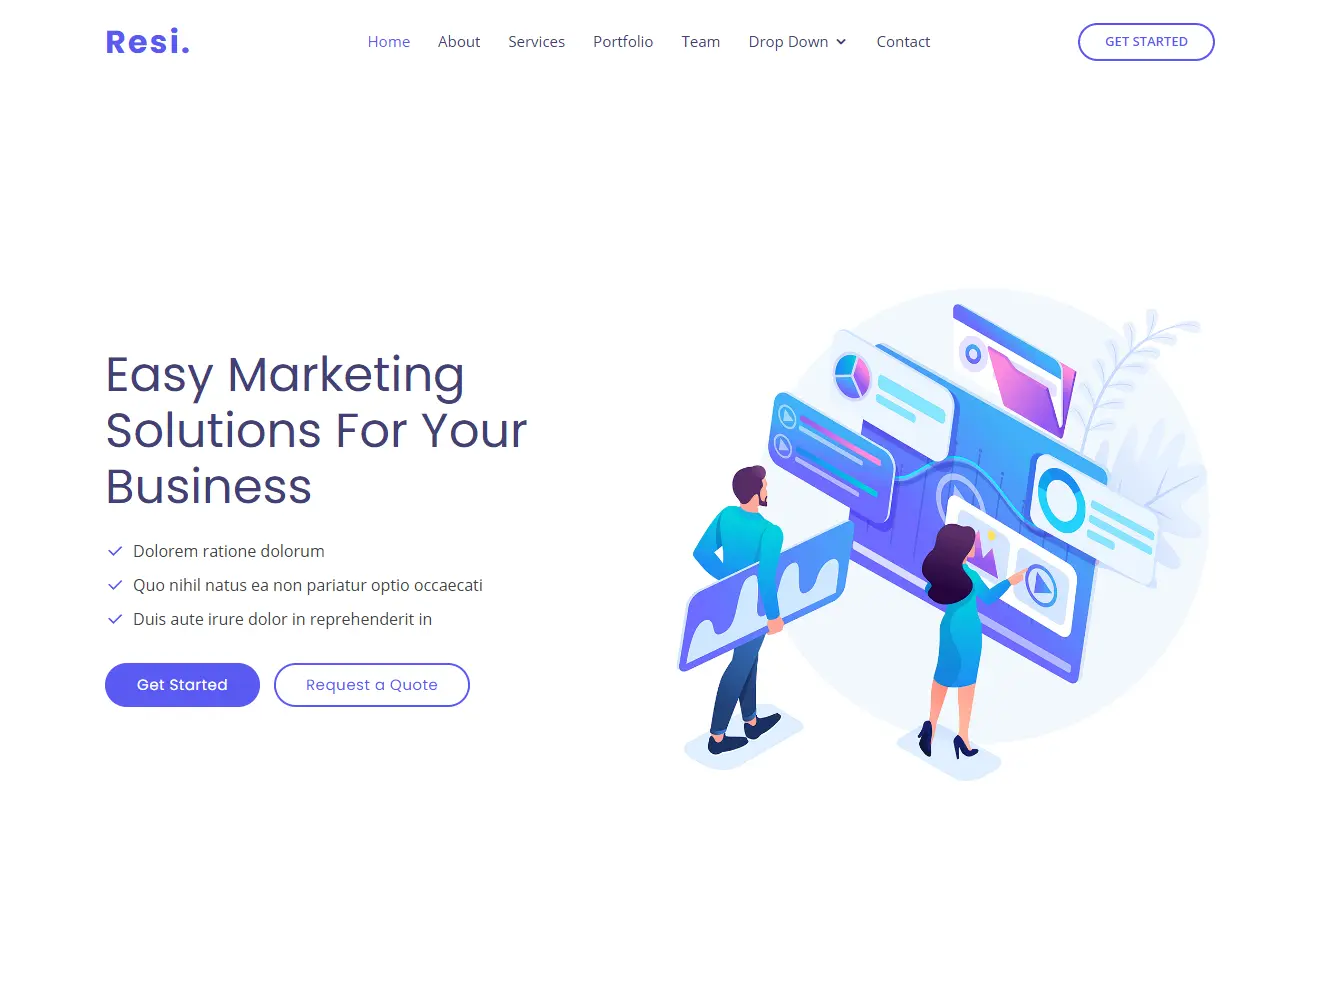 Resi.
Home About Services Portfolio Team Drop Down Contact
GET STARTED
Easy Marketing
Solutions For Your
Business
Dolorem ratione dolorum
Quo nihil natus ea non pariatur optio occaecati
Duis aute irure dolor in reprehenderit in
Get Started
Request a Quote